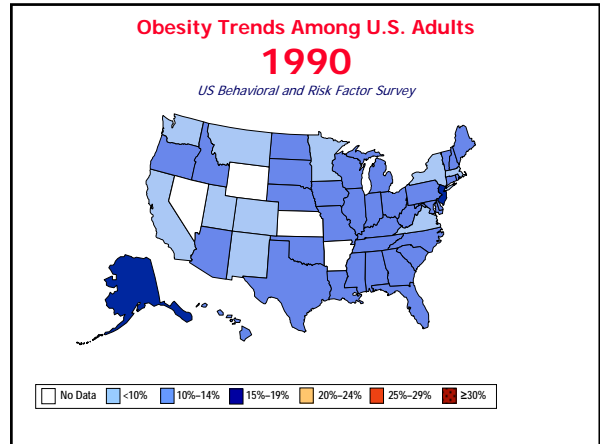 Obesity Trends Among U.S. Adults
1990
US Behavioral and Risk Factor Survey
No Data <10% 10%–14% 15%–19% 20%–24% 25%–29% ≥30%